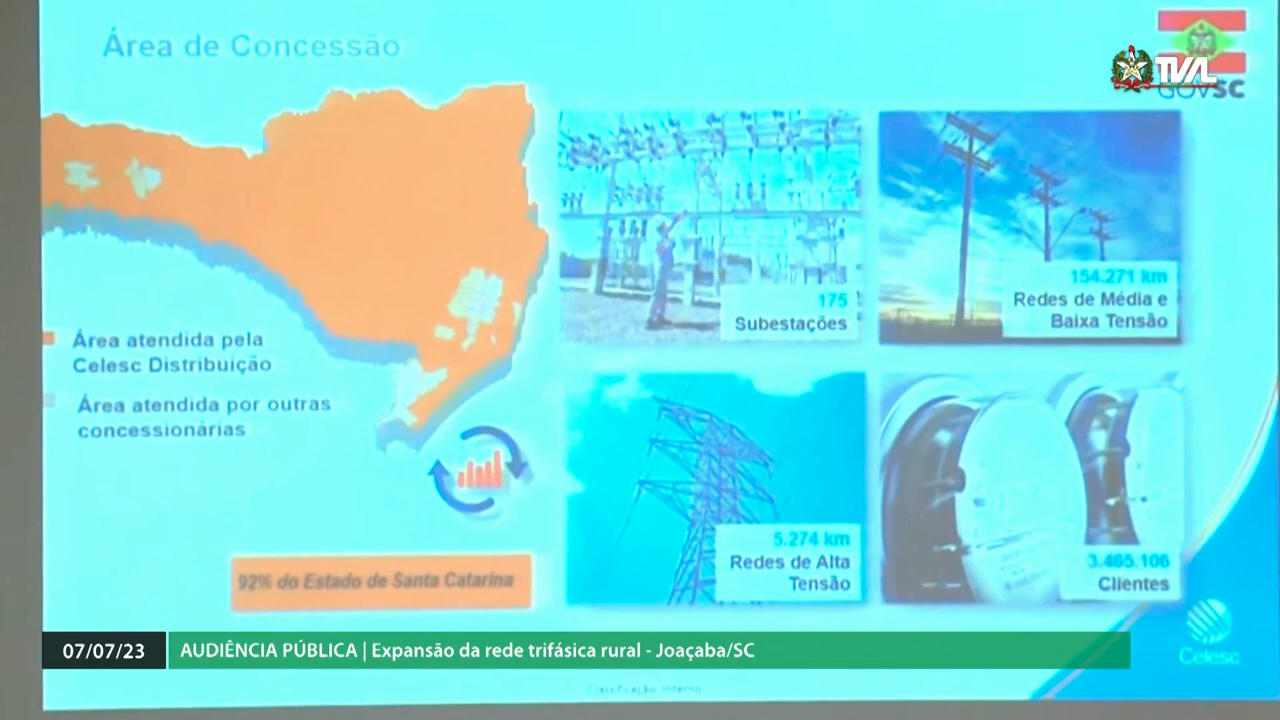 Área de Concessão
TVAL
GOVSC
175
Subestações
154.271 km
Redes de Média e
Baixa Tensão
Área atendida pela
Celesc Distribuição
Área atendida por outras
concessionárias
5.274 km
Redes de Alta
Tensão
3.465.106
Clientes
92% do Estado de Santa Catarina
07/07/23
AUDIÊNCIA PÚBLICA | Expansão da rede trifásica rural - Joaçaba/SC
Celesc
Classificação: Interno